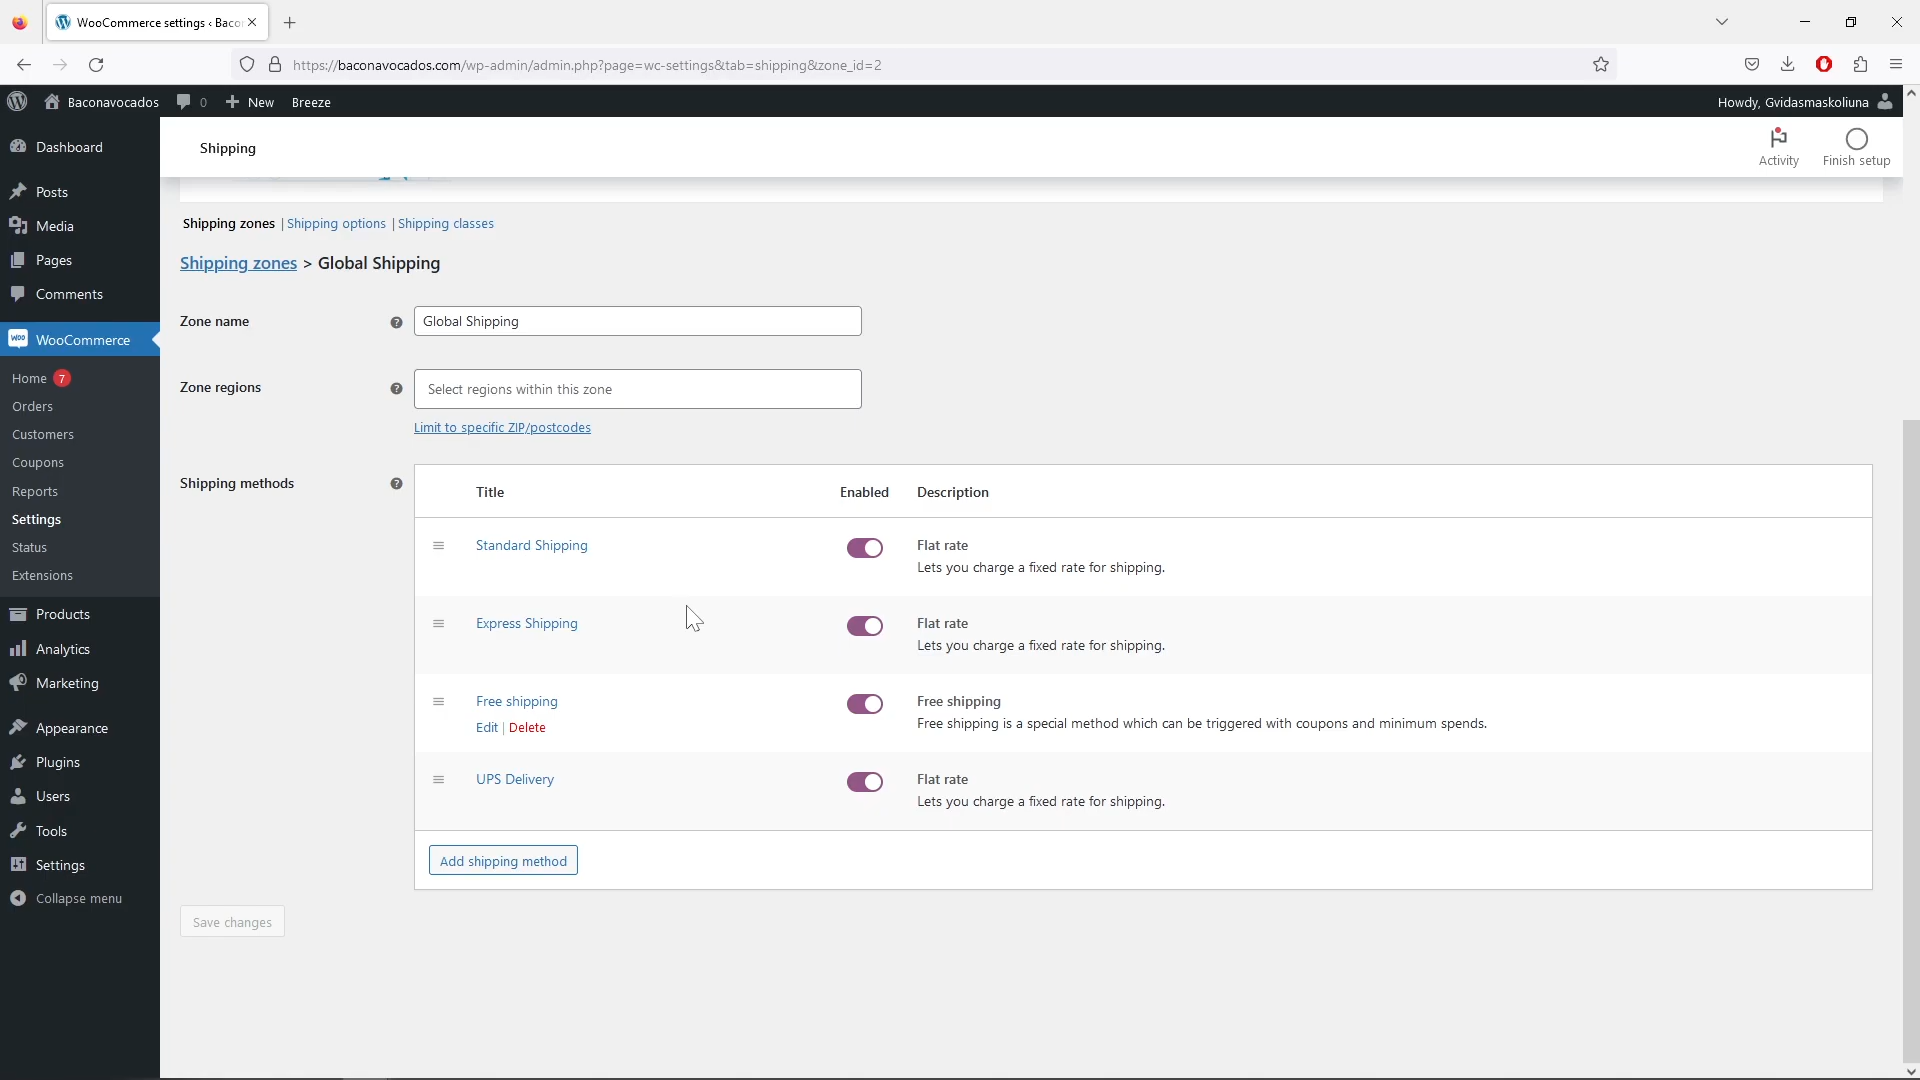 WooCommerce settings ‹ Baco
https://baconavocados.com/wp-admin/admin.php?page=wc-settings&tab=shipping&zone_id=2
Baconavocados 0 New Breeze Howdy, Gvidasmaskoliuna
Dashboard
Posts
Media
Pages
Comments
WOO WooCommerce
Home 7
Orders
Customers
Coupons
Reports
Settings
Status
Extensions
Products
Analytics
Marketing
Appearance
Plugins
Users
Tools
Settings
Collapse menu
Shipping
Activity
Finish setup
Shipping zones | Shipping options | Shipping classes
Shipping zones > Global Shipping
Zone name ? Global Shipping
Zone regions ? Select regions within this zone
Limit to specific ZIP/postcodes
Shipping methods ?
Title Enabled Description
Standard Shipping Flat rate
Lets you charge a fixed rate for shipping.
Express Shipping Flat rate
Lets you charge a fixed rate for shipping.
Free shipping Free shipping
Edit | Delete Free shipping is a special method which can be triggered with coupons and minimum spends.
UPS Delivery Flat rate
Lets you charge a fixed rate for shipping.
Add shipping method
Save changes